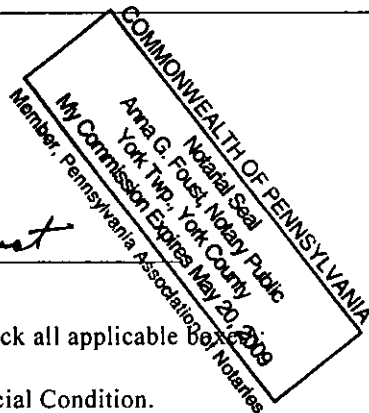 COMMONWEALTH OF PENNSYLVANIA
Notarial Seal
Anna G. Foust, Notary Public
York Twp., York County
My Commission Expires May 20, 2009
Member, Pennsylvania Association of Notaries
ck all applicable boxes:
cial Condition.